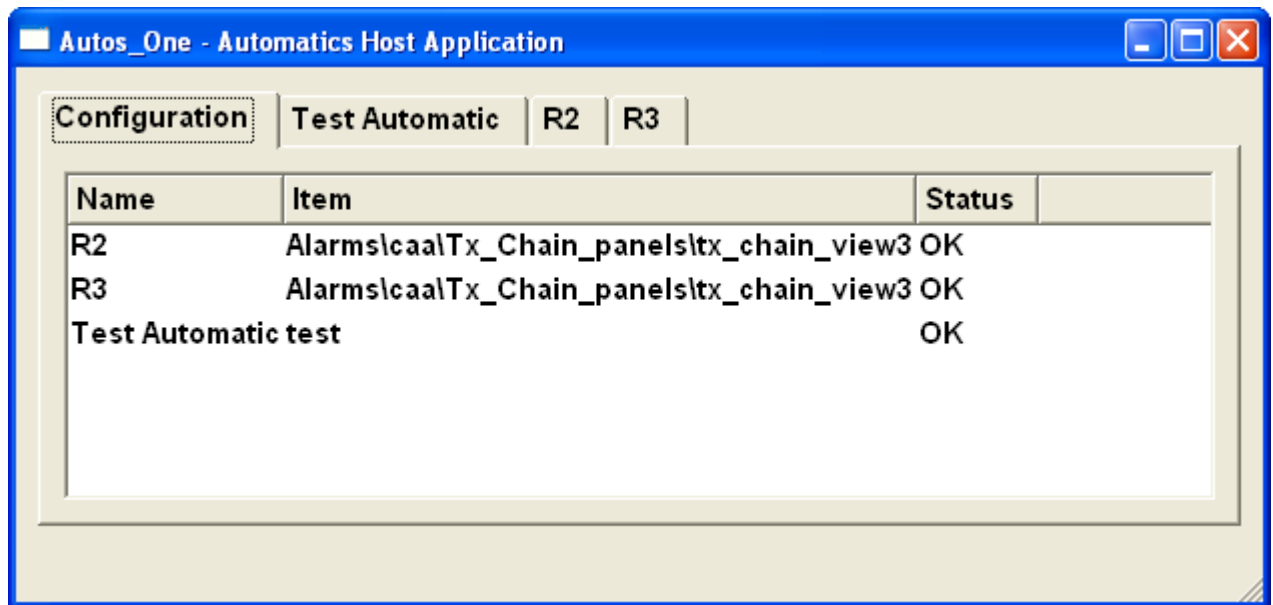 Autos_One - Automatics Host Application
Configuration Test Automatic R2 R3
Name Item Status
R2 Alarms\caa\Tx_Chain_panels\tx_chain_view3 OK
R3 Alarms\caa\Tx_Chain_panels\tx_chain_view3 OK
Test Automatic test OK